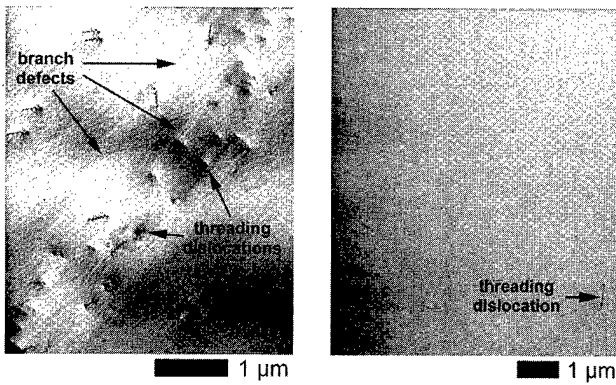 branch
defects
threading
dislocations
1 µm
threading
dislocation
1 µm